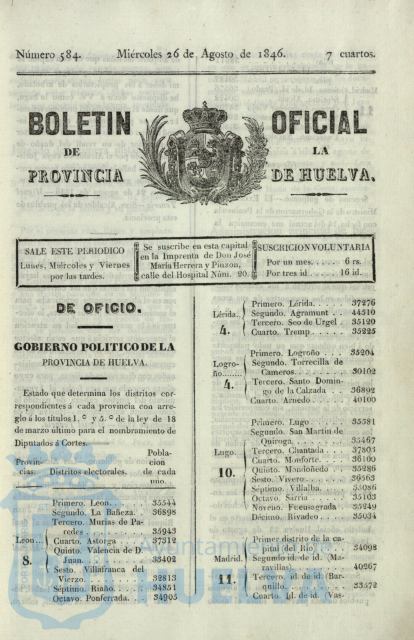 Número 584. Miércoles 26 de Agosto de 1846. 7 cuartos.
BOLETIN OFICIAL
DE LA
PROVINCIA DE HUELVA.
SALE ESTE PERIODICO
Lunes, Miércoles y Viernes
por las tardes.
Se suscribe en esta capital
en la Imprenta de Don José
María Herrera y Pinzon,
calle del Hospital Núm. 20.
SUSCRICION VOLUNTARIA
Por un mes. . . . . . 6 rs.
Por tres id. . . . . . 16 id.
DE OFICIO.
GOBIERNO POLITICO DE LA
PROVINCIA DE HUELVA.
Estado que determina los distritos cor-
respondientes á cada provincia con arre-
glo á los títulos 1.° y 5.° de la ley de 18
de marzo último para el nombramiento de
Diputados á Cortes.
Pobla-
Provin- cion
cias. Distritos electorales. de cada
uno.
Leon...
8.
Primero. Leon. . . . . 35544
Segundo. La Bañeza. . 36898
Tercero. Murias de Pa-
redes. . . . . . . 35943
Cuarto. Astorga . . . 37312
Quinto. Valencia de D.
Juan. . . . . . . 33402
Sesto. Villafranca del
Vierzo. . . . . . 32813
Séptimo. Riaño. . . . 34851
Octavo. Ponferrada. . 34905
Lérida..
4.
Primero. Lérida. . . . . 37276
Segundo. Agramunt . . 44510
Tercero. Seo de Urgel . 35120
Cuarto. Tremp. . . . . 35225
Logro-
ño.......
4.
Primero. Logroño . . . 35204
Segundo. Torrecilla de
Cameros. . . . . . 30102
Tercero. Santo Domin-
go de la Calzada . . 36892
Cuarto. Arnedo. . . . 40100
Lugo...
10.
Primero. Lugo . . . . . 35581
Segundo. San Martin de
Quiroga. . . . . . 35467
Tercero. Chantada . . . 37803
Cuarto. Monforte. . . . 36100
Quinto. Mondoñedo . . 35286
Sesto. Vivero. . . . . 36163
Séptimo. Villalba. . . . 35086
Octavo. Sarria . . . . 35103
Noveno. Fuensagrada . 35249
Décimo. Rivadeo . . . 35034
Madrid.
11.
Primer distrito de la ca-
pital (del Rio) . . . 34098
Segundo id. de id. (Ma-
ravillas). . . . . . 40267
Tercero. id. de id (Bar-
quillo. . . . . . . 33572
Cuarto. id. de id (Vas-
Ayuntamiento de
HUELVA